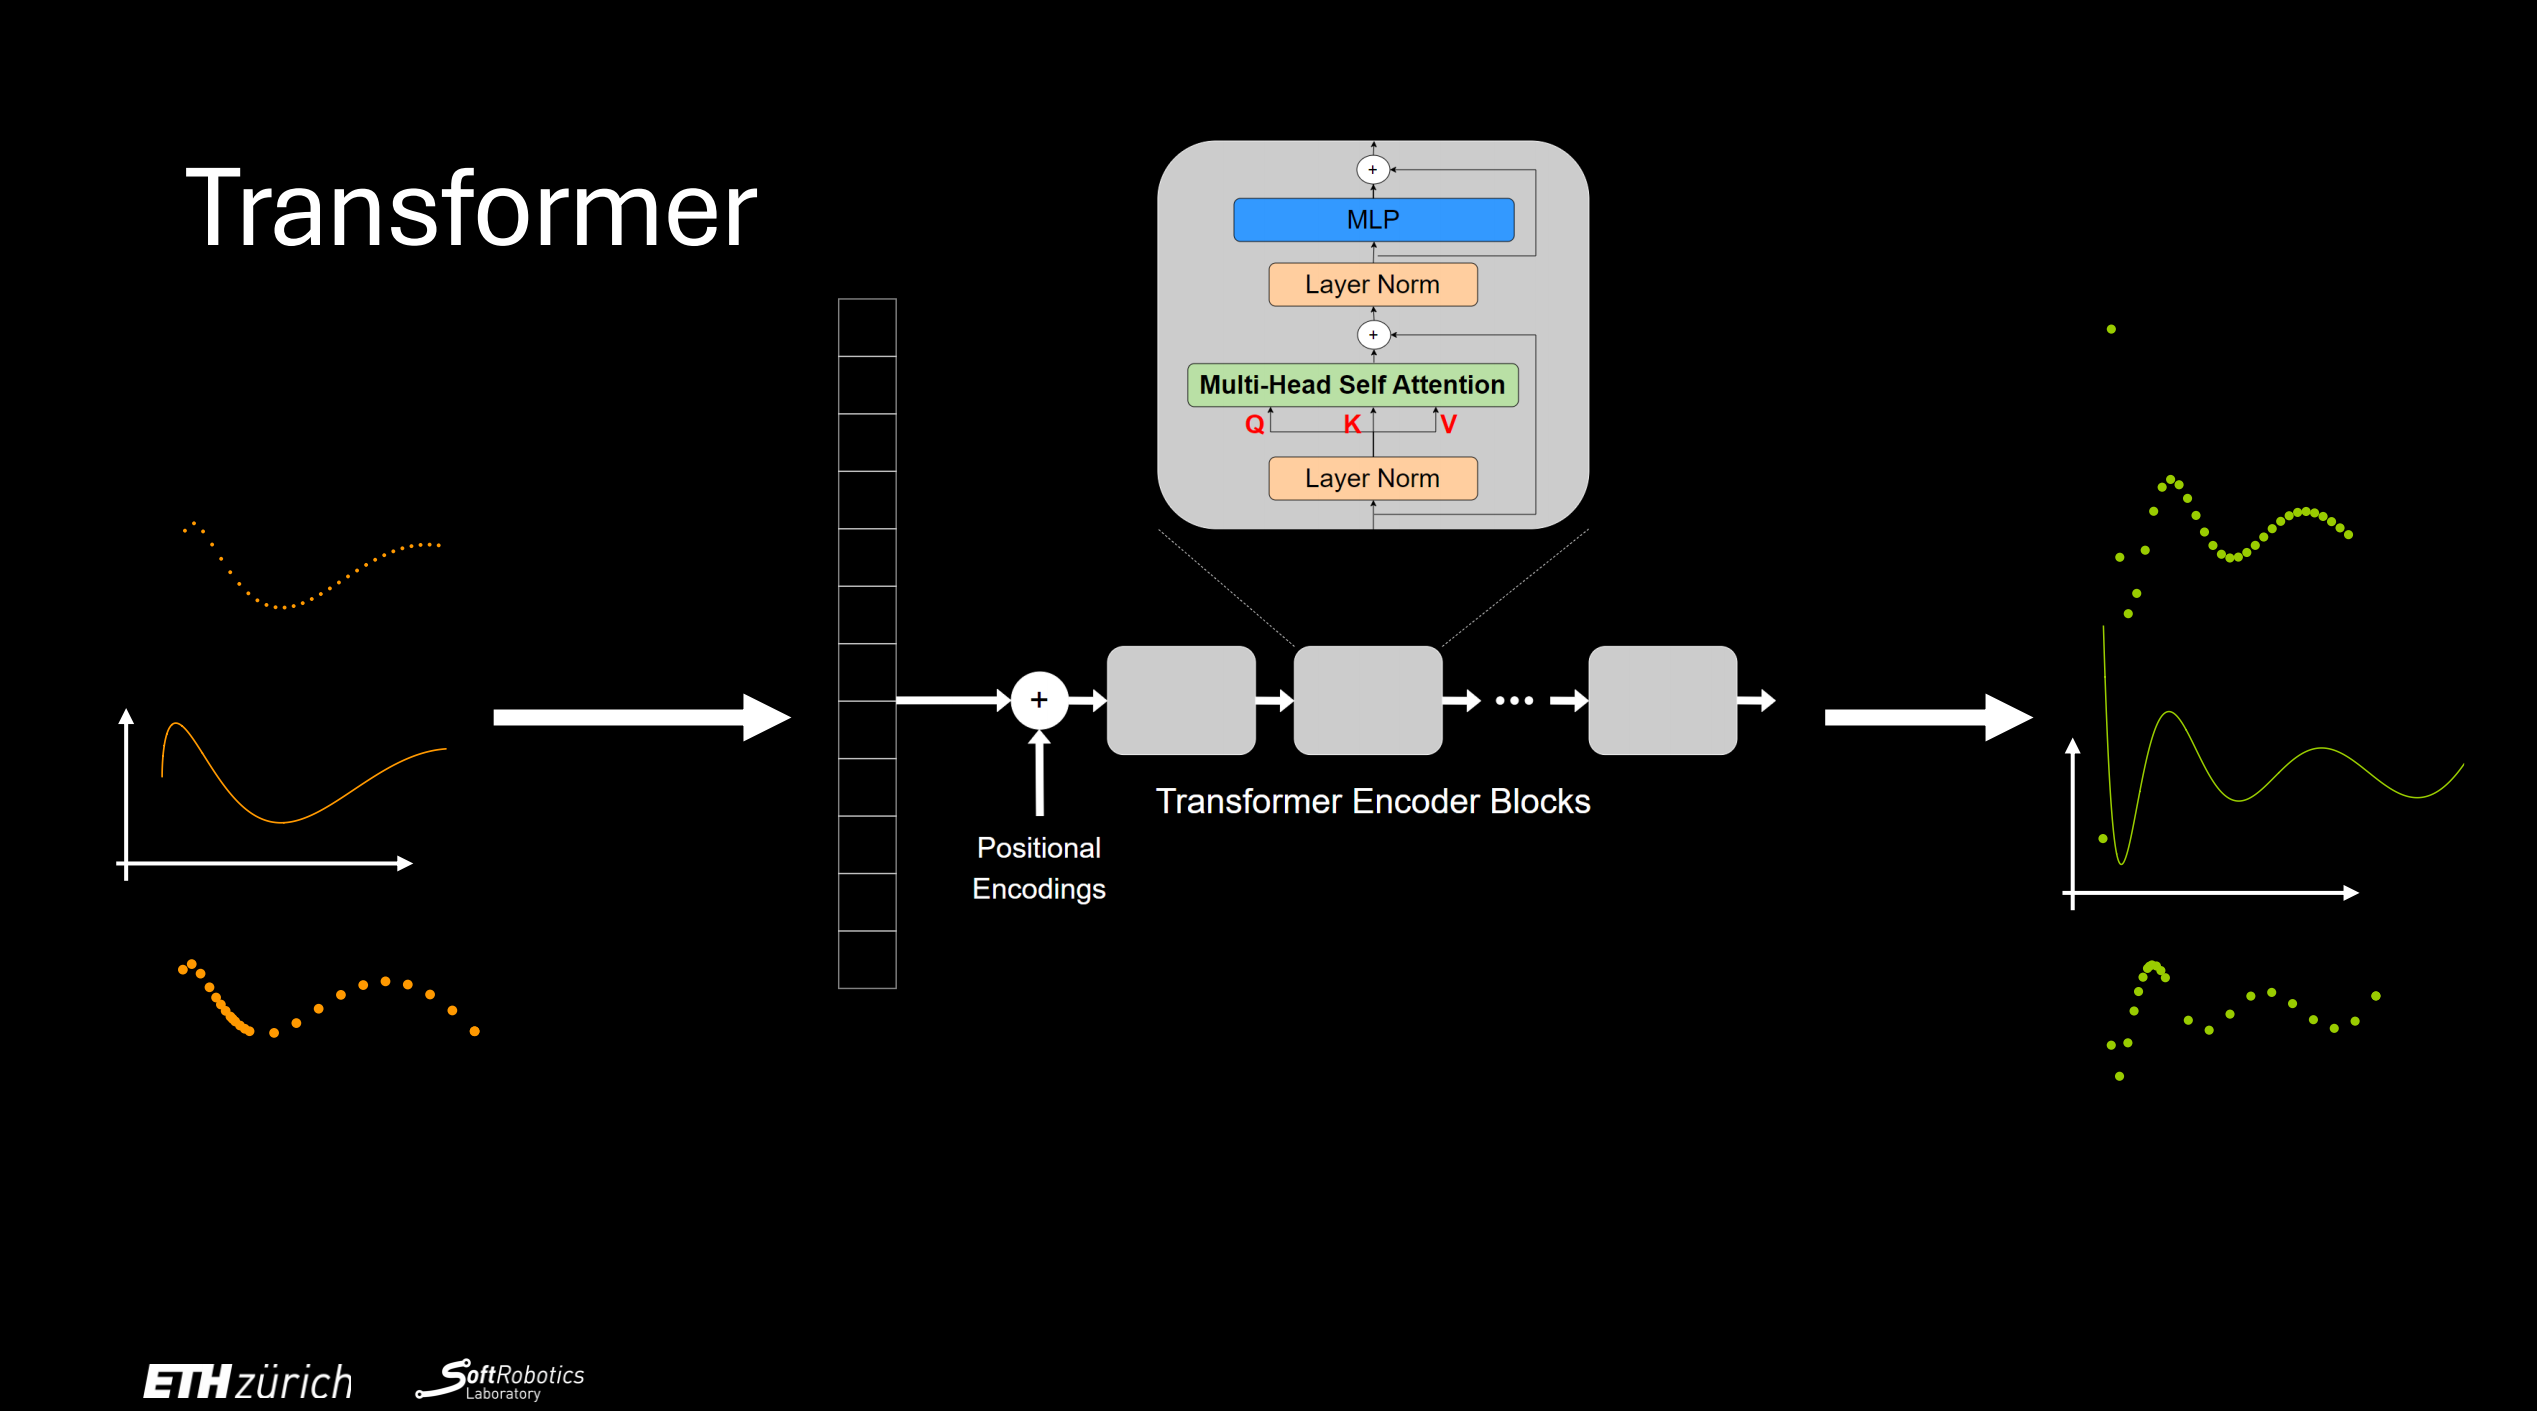 Transformer
+
MLP
Layer Norm
+
Multi-Head Self Attention
Q K V
Layer Norm
+
Transformer Encoder Blocks
Positional
Encodings
ETH zürich
SoftRobotics
Laboratory